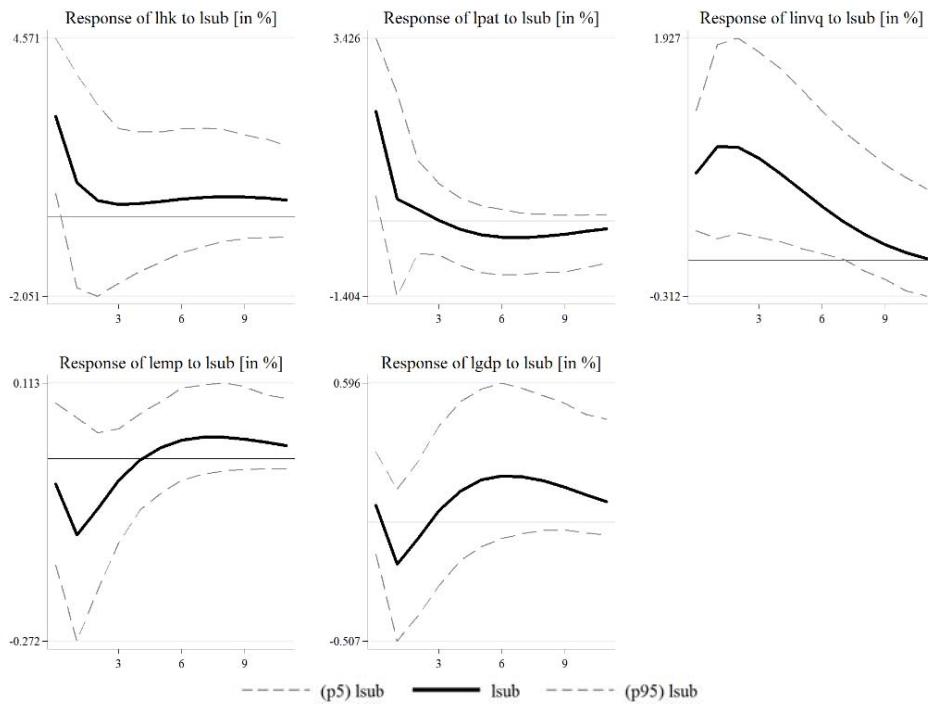 Response of lhk to lsub [in %]
4.571
-2.051
3 6 9
Response of lpat to lsub [in %]
3.426
-1.404
3 6 9
Response of linvq to lsub [in %]
1.927
-0.312
3 6 9
Response of lemp to lsub [in %]
0.113
-0.272
3 6 9
Response of lgdp to lsub [in %]
0.596
-0.507
3 6 9
(p5) lsub lsub (p95) lsub